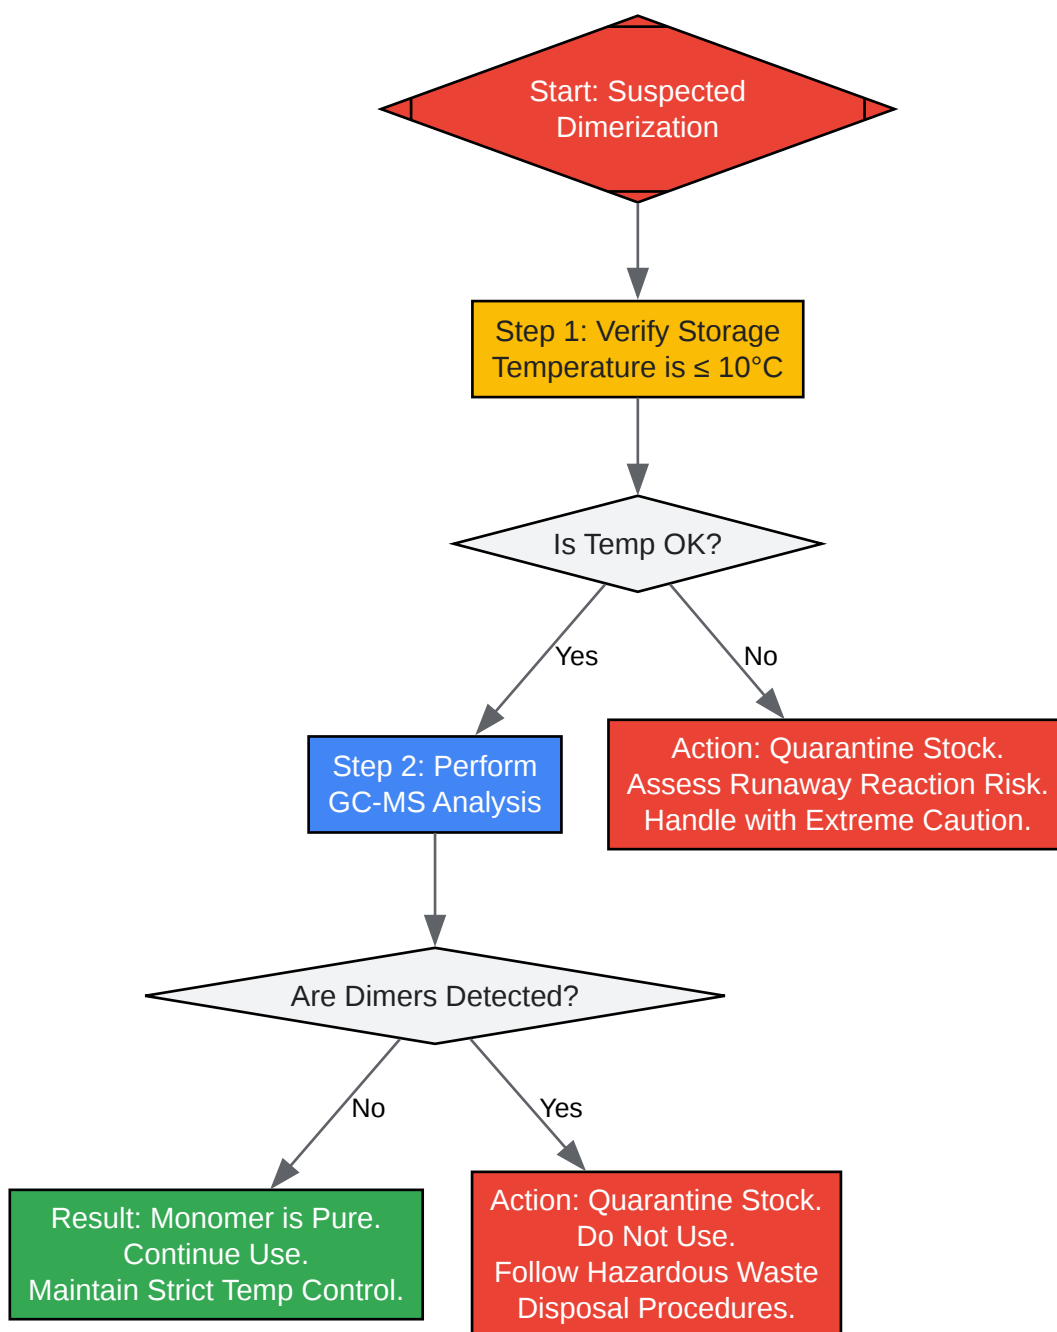 Start: Suspected
Dimerization
Step 1: Verify Storage
Temperature is ≤ 10°C
Is Temp OK?
Yes
No
Step 2: Perform
GC-MS Analysis
Action: Quarantine Stock.
Assess Runaway Reaction Risk.
Handle with Extreme Caution.
Are Dimers Detected?
No
Yes
Result: Monomer is Pure.
Continue Use.
Maintain Strict Temp Control.
Action: Quarantine Stock.
Do Not Use.
Follow Hazardous Waste
Disposal Procedures.